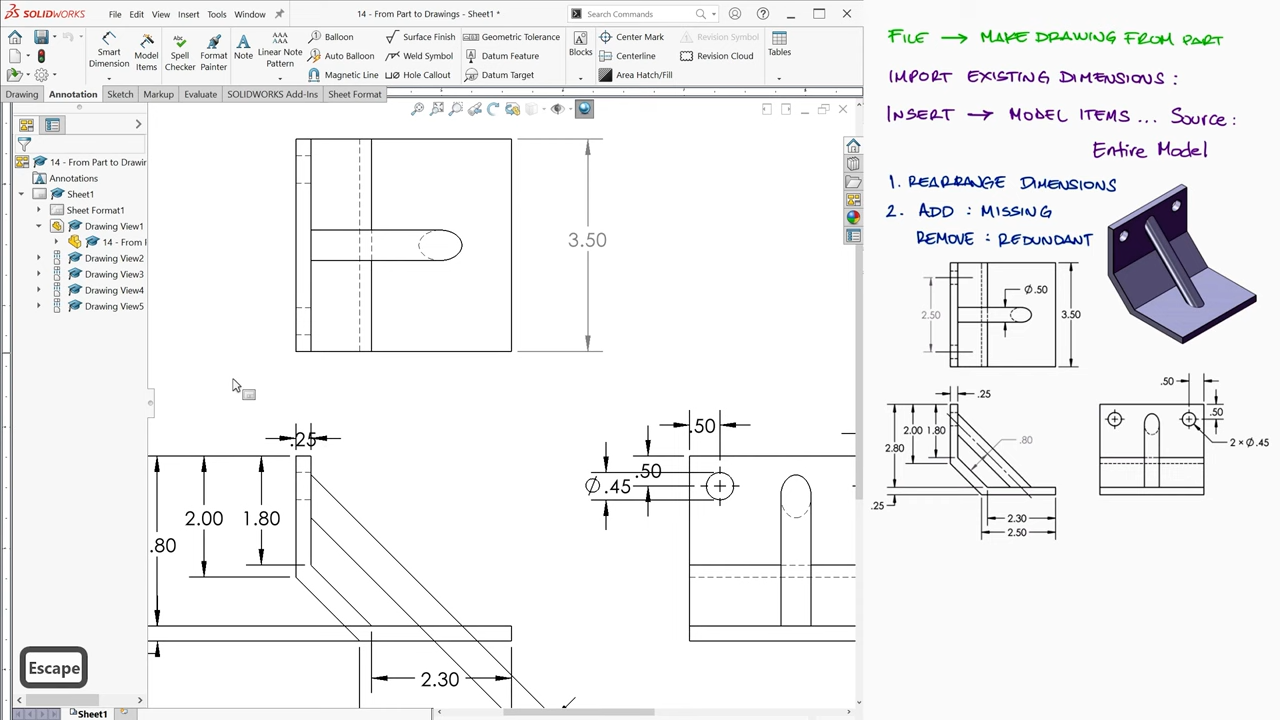 SOLIDWORKS
File Edit View Insert Tools Window
14 - From Part to Drawings - Sheet1 *
Search Commands
Smart Dimension
Model Items
Spell Checker
Format Painter
Note
Linear Note Pattern
Balloon
Auto Balloon
Magnetic Line
Surface Finish
Weld Symbol
Hole Callout
Geometric Tolerance
Datum Feature
Datum Target
Blocks
Center Mark
Centerline
Area Hatch/Fill
Revision Symbol
Revision Cloud
Tables
Drawing Annotation Sketch Markup Evaluate SOLIDWORKS Add-Ins Sheet Format
14 - From Part to Drawin
Annotations
Sheet1
Sheet Format1
Drawing View1
14 - From I
Drawing View2
Drawing View3
Drawing View4
Drawing View5
3.50
.25
2.00
1.80
.80
2.30
.50
.50
Ø.45
Escape
Sheet1
FILE → MAKE DRAWING FROM PART
IMPORT EXISTING DIMENSIONS :
INSERT → MODEL ITEMS ... Source :
Entire Model
1. REARRANGE DIMENSIONS
2. ADD : MISSING
REMOVE : REDUNDANT
Ø.50
2.50
3.50
.25
2.00 1.80
2.80
.80
.25
2.30
2.50
.50
.50
2 × Ø.45